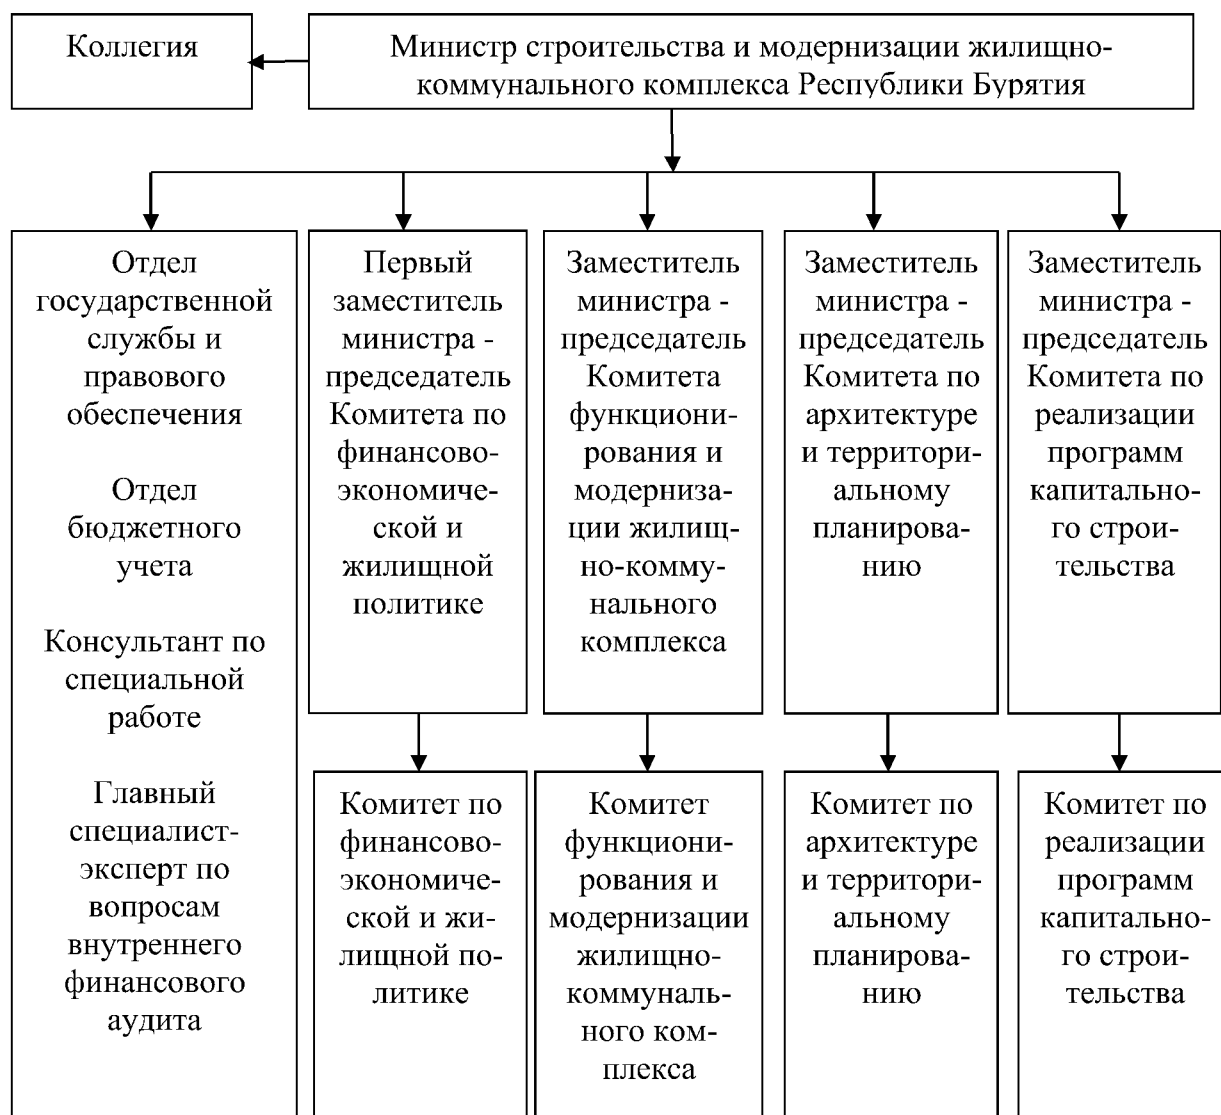 Коллегия
Министр строительства и модернизации жилищно-
коммунального комплекса Республики Бурятия
Отдел
государственной
службы и
правового
обеспечения
Отдел
бюджетного
учета
Консультант по
специальной
работе
Главный
специалист-
эксперт по
вопросам
внутреннего
финансового
аудита
Первый
заместитель
министра -
председатель
Комитета по
финансово-
экономиче-
ской и
жилищной
политике
Заместитель
министра -
председатель
Комитета
функциони-
рования и
модерниза-
ции жилищ-
но-комму-
нального
комплекса
Заместитель
министра -
председатель
Комитета по
архитектуре
и территори-
альному
планирова-
нию
Заместитель
министра -
председатель
Комитета по
реализации
программ
капитально-
го строи-
тельства
Комитет по
финансово-
экономиче-
ской и жи-
лищной по-
литике
Комитет
функциони-
рования и
модернизации
жилищно-
коммуналь-
ного ком-
плекса
Комитет по
архитектуре
и территори-
альному
планирова-
нию
Комитет по
реализации
программ
капитально-
го строи-
тельства